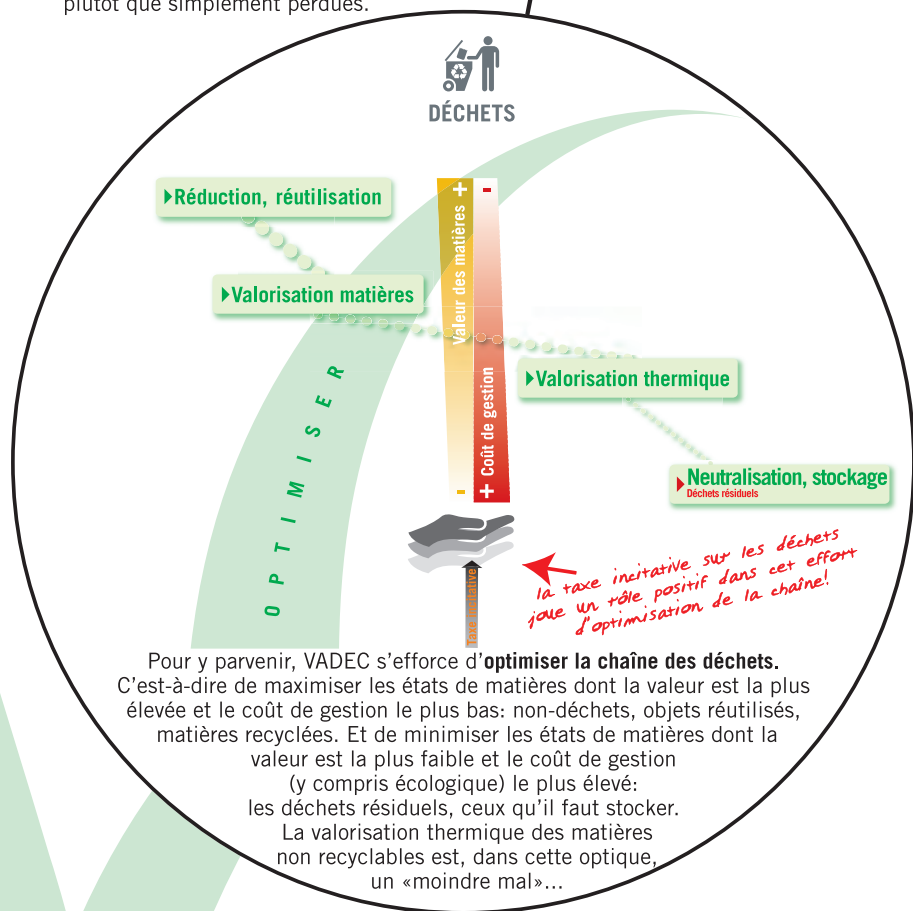 plutôt que simplement perdues.
DÉCHETS
Réduction, réutilisation
Valorisation matières
+ Valeur des matières -
- Coût de gestion +
Valorisation thermique
Neutralisation, stockage
Déchets résiduels
OPTIMISER
Taxe incitative
la taxe incitative sur les déchets
joue un rôle positif dans cet effort
d'optimisation de la chaîne!
Pour y parvenir, VADEC s'efforce d'optimiser la chaîne des déchets.
C'est-à-dire de maximiser les états de matières dont la valeur est la plus
élevée et le coût de gestion le plus bas: non-déchets, objets réutilisés,
matières recyclées. Et de minimiser les états de matières dont la
valeur est la plus faible et le coût de gestion
(y compris écologique) le plus élevé:
les déchets résiduels, ceux qu'il faut stocker.
La valorisation thermique des matières
non recyclables est, dans cette optique,
un «moindre mal»...